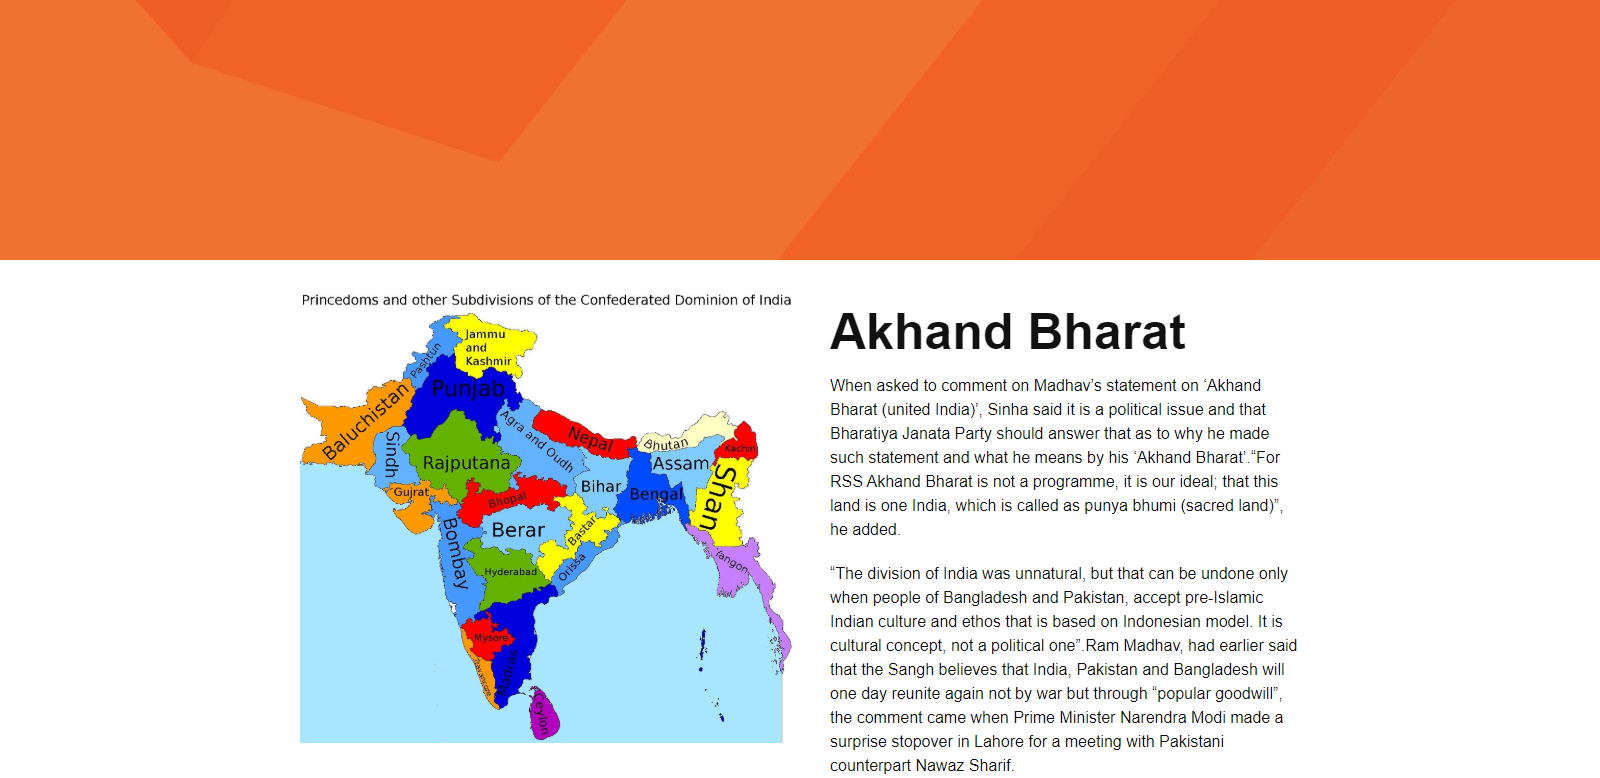 Princedoms and other Subdivisions of the Confederated Dominion of India
Jammu
and
Kashmir
Pashtun
Punjab
Baluchistan
Sindh
Rajputana
Agra and Oudh
Nepal
Bhutan
Kachin
Assam
Shan
Gujrat
Bhopal
Bihar
Bengal
Bombay
Berar
Bastar
Orissa
Hyderabad
Yangon
Mysore
Travancore
Madras
Ceylon
Akhand Bharat
When asked to comment on Madhav’s statement on ‘Akhand
Bharat (united India)’, Sinha said it is a political issue and that
Bharatiya Janata Party should answer that as to why he made
such statement and what he means by his ‘Akhand Bharat’.“For
RSS Akhand Bharat is not a programme, it is our ideal; that this
land is one India, which is called as punya bhumi (sacred land)”,
he added.
“The division of India was unnatural, but that can be undone only
when people of Bangladesh and Pakistan, accept pre-Islamic
Indian culture and ethos that is based on Indonesian model. It is
cultural concept, not a political one”.Ram Madhav, had earlier said
that the Sangh believes that India, Pakistan and Bangladesh will
one day reunite again not by war but through “popular goodwill”,
the comment came when Prime Minister Narendra Modi made a
surprise stopover in Lahore for a meeting with Pakistani
counterpart Nawaz Sharif.